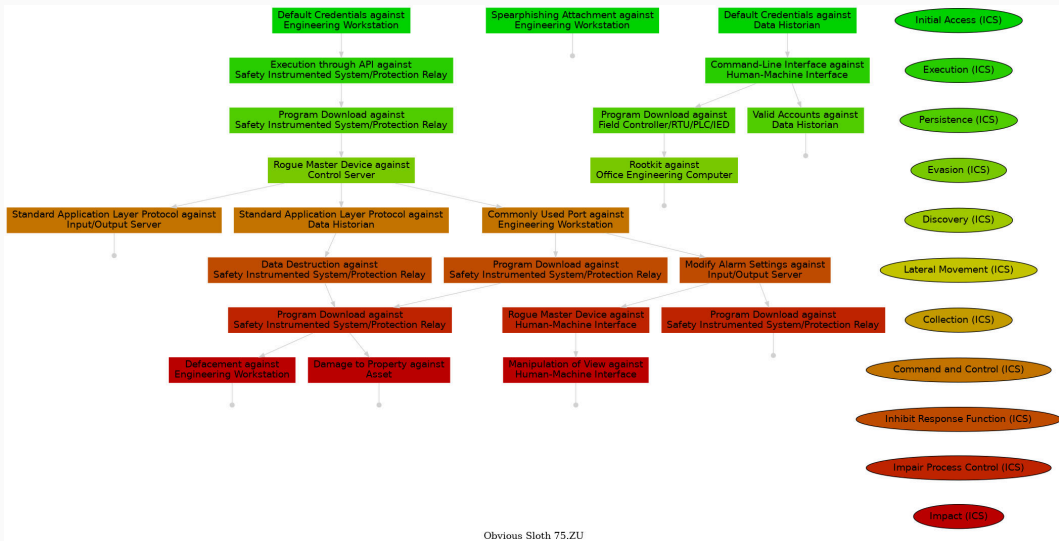 Default Credentials against
Engineering Workstation
Spearphishing Attachment against
Engineering Workstation
Default Credentials against
Data Historian
Initial Access (ICS)
Execution through API against
Safety Instrumented System/Protection Relay
Command-Line Interface against
Human-Machine Interface
Execution (ICS)
Program Download against
Safety Instrumented System/Protection Relay
Program Download against
Field Controller/RTU/PLC/IED
Valid Accounts against
Data Historian
Persistence (ICS)
Rogue Master Device against
Control Server
Rootkit against
Office Engineering Computer
Evasion (ICS)
Standard Application Layer Protocol against
Input/Output Server
Standard Application Layer Protocol against
Data Historian
Commonly Used Port against
Engineering Workstation
Discovery (ICS)
Data Destruction against
Safety Instrumented System/Protection Relay
Program Download against
Safety Instrumented System/Protection Relay
Modify Alarm Settings against
Input/Output Server
Lateral Movement (ICS)
Program Download against
Safety Instrumented System/Protection Relay
Rogue Master Device against
Human-Machine Interface
Program Download against
Safety Instrumented System/Protection Relay
Collection (ICS)
Defacement against
Engineering Workstation
Damage to Property against
Asset
Manipulation of View against
Human-Machine Interface
Command and Control (ICS)
Inhibit Response Function (ICS)
Impair Process Control (ICS)
Impact (ICS)
Obvious Sloth 75.ZU